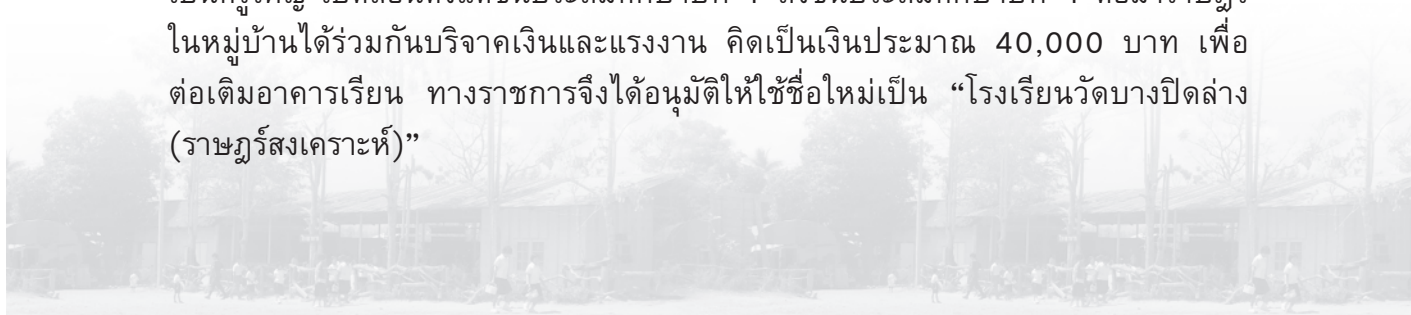 ในหมู่บ้านได้ร่วมกันบริจาคเงินและแรงงาน คิดเป็นเงินประมาณ 40,000 บาท เพื่อ
ต่อเติมอาคารเรียน ทางราชการจึงได้อนุมัติให้ใช้ชื่อใหม่เป็น “โรงเรียนวัดบางปิดล่าง
(ราษฎร์สงเคราะห์)”